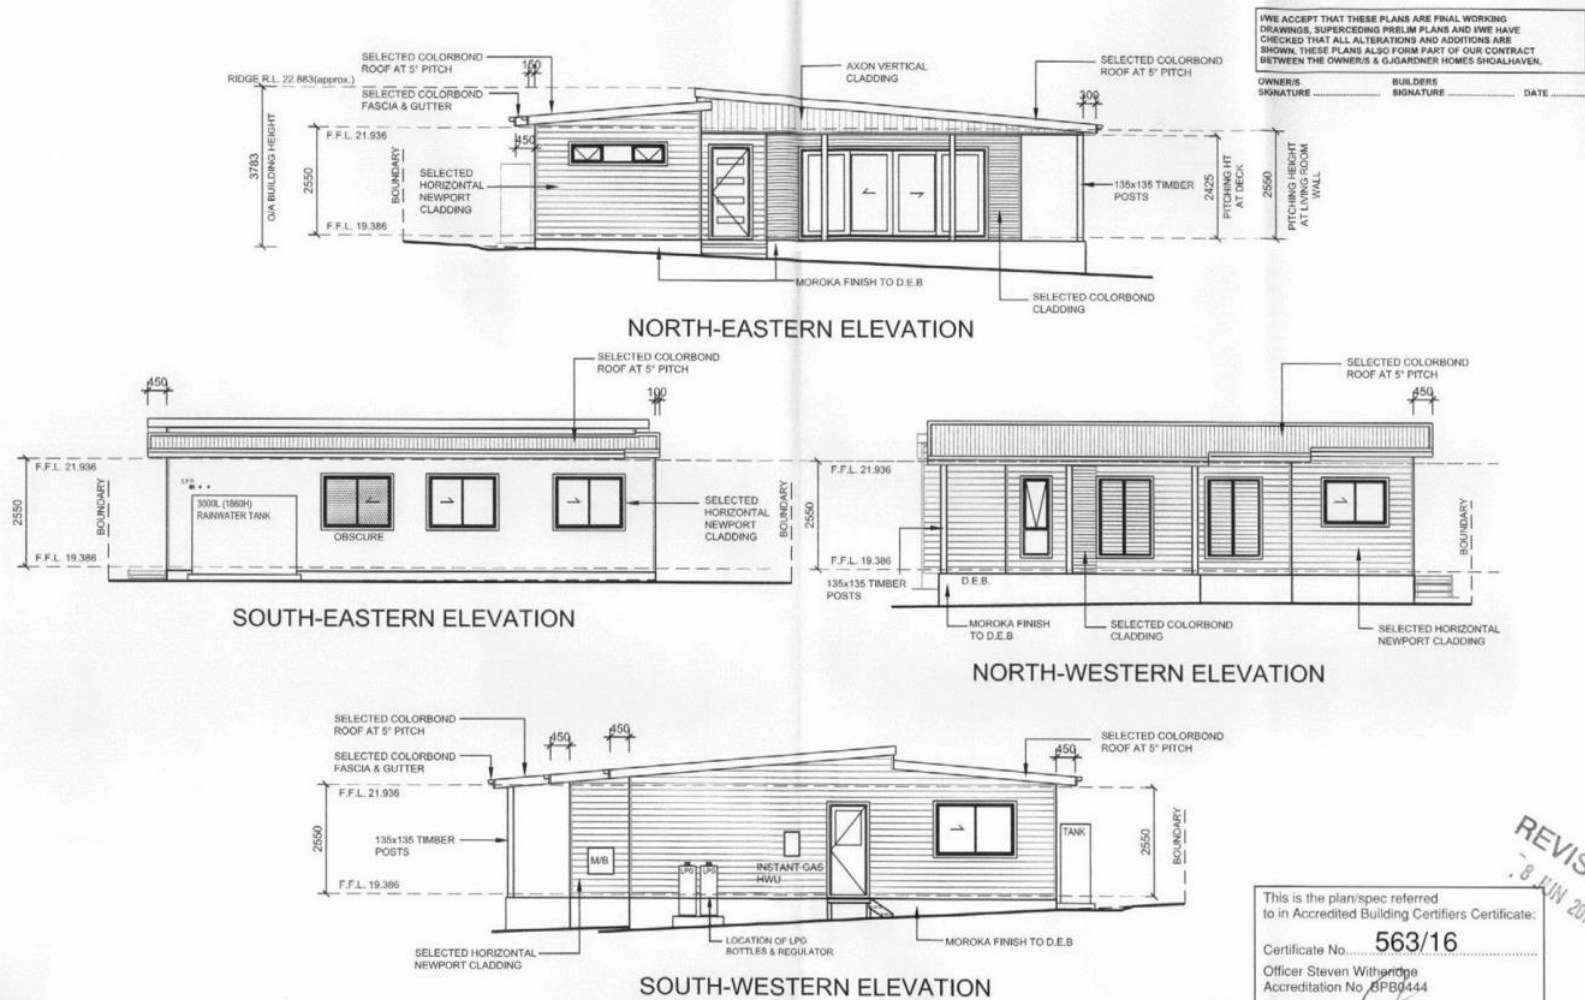 I/WE ACCEPT THAT THESE PLANS ARE FINAL WORKING
DRAWINGS, SUPERCEDING PRELIM PLANS AND I/WE HAVE
CHECKED THAT ALL ALTERATIONS AND ADDITIONS ARE
SHOWN. THESE PLANS ALSO FORM PART OF OUR CONTRACT
BETWEEN THE OWNER/S & GJGARDNER HOMES SHOALHAVEN.
OWNER/S
SIGNATURE
BUILDERS
SIGNATURE
DATE
SELECTED COLORBOND
ROOF AT 5° PITCH
150
RIDGE R.L. 22.883(approx.)
SELECTED COLORBOND
FASCIA & GUTTER
AXON VERTICAL
CLADDING
SELECTED COLORBOND
ROOF AT 5° PITCH
300
3783
O/A BUILDING HEIGHT
2550
F.F.L. 21.936
BOUNDARY
450
SELECTED
HORIZONTAL
NEWPORT
CLADDING
F.F.L. 19.386
135x135 TIMBER
POSTS
2425
PITCHING HT
AT DECK
2550
PITCHING HEIGHT
AT LIVING ROOM
WALL
MOROKA FINISH TO D.E.B
SELECTED COLORBOND
CLADDING
NORTH-EASTERN ELEVATION
SELECTED COLORBOND
ROOF AT 5° PITCH
450
100
F.F.L. 21.936
2550
BOUNDARY
3000L (1860H)
RAINWATER TANK
OBSCURE
SELECTED
HORIZONTAL
NEWPORT
CLADDING
BOUNDARY
F.F.L. 19.386
SOUTH-EASTERN ELEVATION
SELECTED COLORBOND
ROOF AT 5° PITCH
450
F.F.L. 21.936
2550
F.F.L. 19.386
BOUNDARY
135x135 TIMBER
POSTS
D.E.B.
MOROKA FINISH
TO D.E.B
SELECTED COLORBOND
CLADDING
SELECTED HORIZONTAL
NEWPORT CLADDING
NORTH-WESTERN ELEVATION
SELECTED COLORBOND
ROOF AT 5° PITCH
450
450
SELECTED COLORBOND
FASCIA & GUTTER
SELECTED COLORBOND
ROOF AT 5° PITCH
450
F.F.L. 21.936
2550
135x135 TIMBER
POSTS
M/B
LPG
LPG
INSTANT GAS
HWU
TANK
2550
BOUNDARY
F.F.L. 19.386
SELECTED HORIZONTAL
NEWPORT CLADDING
LOCATION OF LPG
BOTTLES & REGULATOR
MOROKA FINISH TO D.E.B
SOUTH-WESTERN ELEVATION
REVIS
8 JUN 201
This is the plan/spec referred
to in Accredited Building Certifiers Certificate:
Certificate No. 563/16
Officer Steven Witheridge
Accreditation No BPB0444